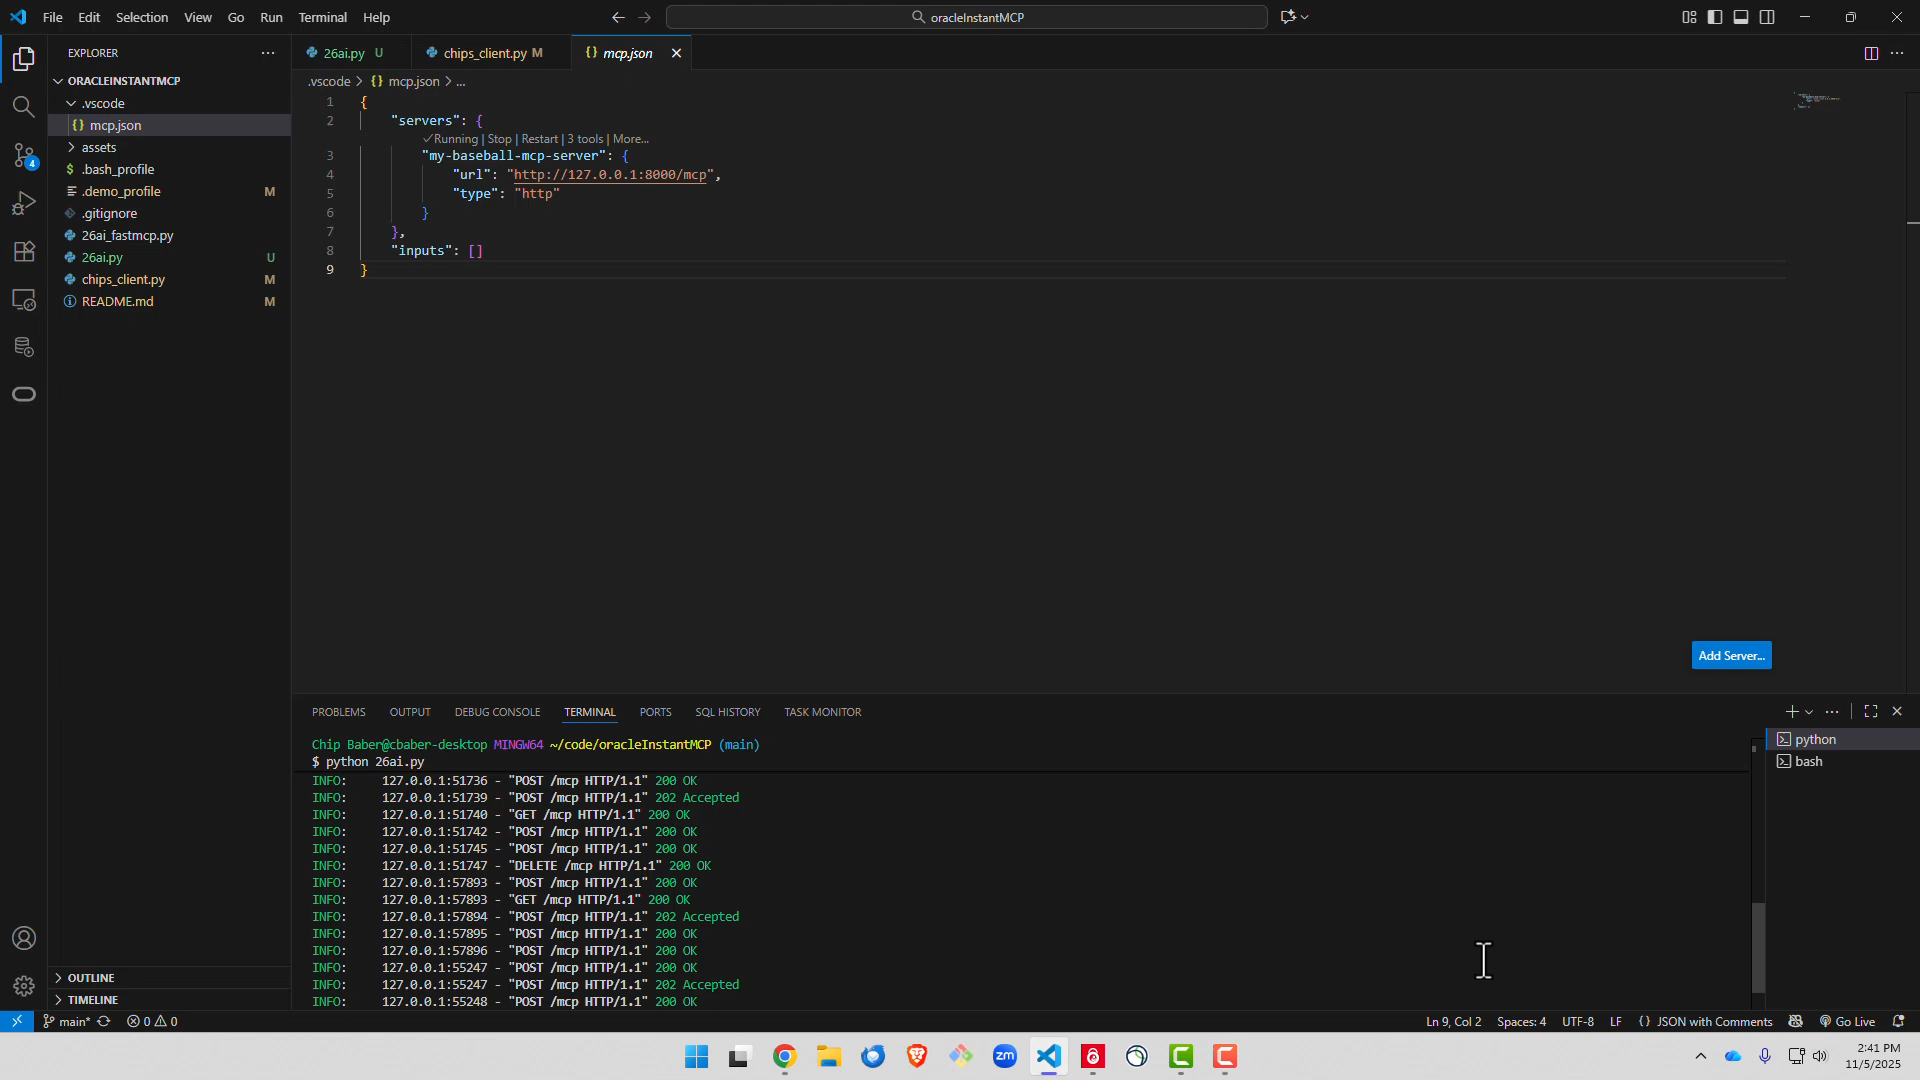 File Edit Selection View Go Run Terminal Help
oracleInstantMCP
EXPLORER
ORACLEINSTANTMCP
.vscode
mcp.json
assets
.bash_profile
.demo_profile M
.gitignore
26ai_fastmcp.py
26ai.py U
chips_client.py M
README.md M
OUTLINE
TIMELINE
4
26ai.py U
chips_client.py M
mcp.json
.vscode > {} mcp.json > ...
1 {
2 "servers": {
✓Running | Stop | Restart | 3 tools | More...
3 "my-baseball-mcp-server": {
4 "url": "http://127.0.0.1:8000/mcp",
5 "type": "http"
6 }
7 },
8 "inputs": []
9 }
Add Server...
PROBLEMS OUTPUT DEBUG CONSOLE TERMINAL PORTS SQL HISTORY TASK MONITOR
Chip Baber@cbaber-desktop MINGW64 ~/code/oracleInstantMCP (main)
$ python 26ai.py
INFO: 127.0.0.1:51736 - "POST /mcp HTTP/1.1" 200 OK
INFO: 127.0.0.1:51739 - "POST /mcp HTTP/1.1" 202 Accepted
INFO: 127.0.0.1:51740 - "GET /mcp HTTP/1.1" 200 OK
INFO: 127.0.0.1:51742 - "POST /mcp HTTP/1.1" 200 OK
INFO: 127.0.0.1:51745 - "POST /mcp HTTP/1.1" 200 OK
INFO: 127.0.0.1:51747 - "DELETE /mcp HTTP/1.1" 200 OK
INFO: 127.0.0.1:57893 - "POST /mcp HTTP/1.1" 200 OK
INFO: 127.0.0.1:57893 - "GET /mcp HTTP/1.1" 200 OK
INFO: 127.0.0.1:57894 - "POST /mcp HTTP/1.1" 202 Accepted
INFO: 127.0.0.1:57895 - "POST /mcp HTTP/1.1" 200 OK
INFO: 127.0.0.1:57896 - "POST /mcp HTTP/1.1" 200 OK
INFO: 127.0.0.1:55247 - "POST /mcp HTTP/1.1" 200 OK
INFO: 127.0.0.1:55247 - "POST /mcp HTTP/1.1" 202 Accepted
INFO: 127.0.0.1:55248 - "POST /mcp HTTP/1.1" 200 OK
python
bash
main* 0 0
Ln 9, Col 2 Spaces: 4 UTF-8 LF {} JSON with Comments Go Live
zm
2:41 PM
11/5/2025